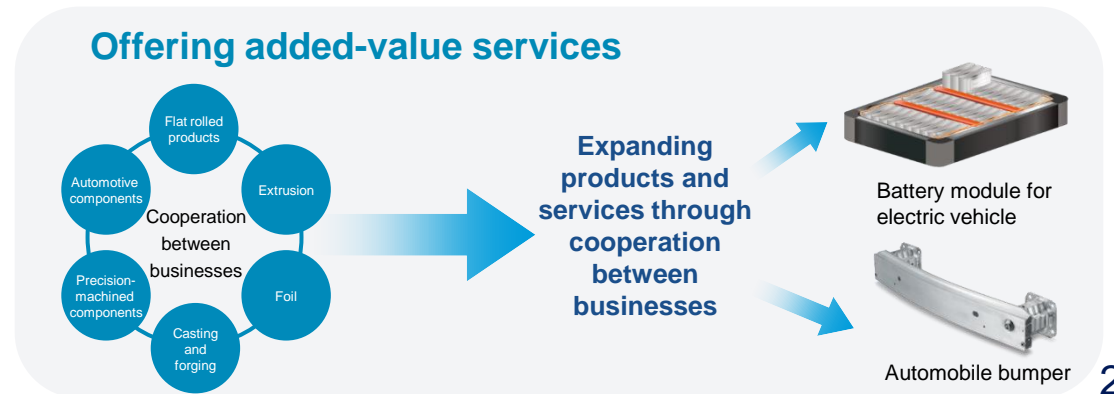 Offering added-value services
Flat rolled
products
Automotive
components
Extrusion
Cooperation
between
businesses
Precision-
machined
components
Foil
Casting
and
forging
Expanding
products and
services through
cooperation
between
businesses
Battery module for
electric vehicle
Automobile bumper
2